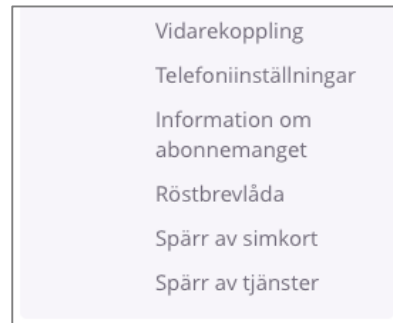 Vidarekoppling
Telefoniinställningar
Information om
abonnemanget
Röstbrevlåda
Spärr av simkort
Spärr av tjänster